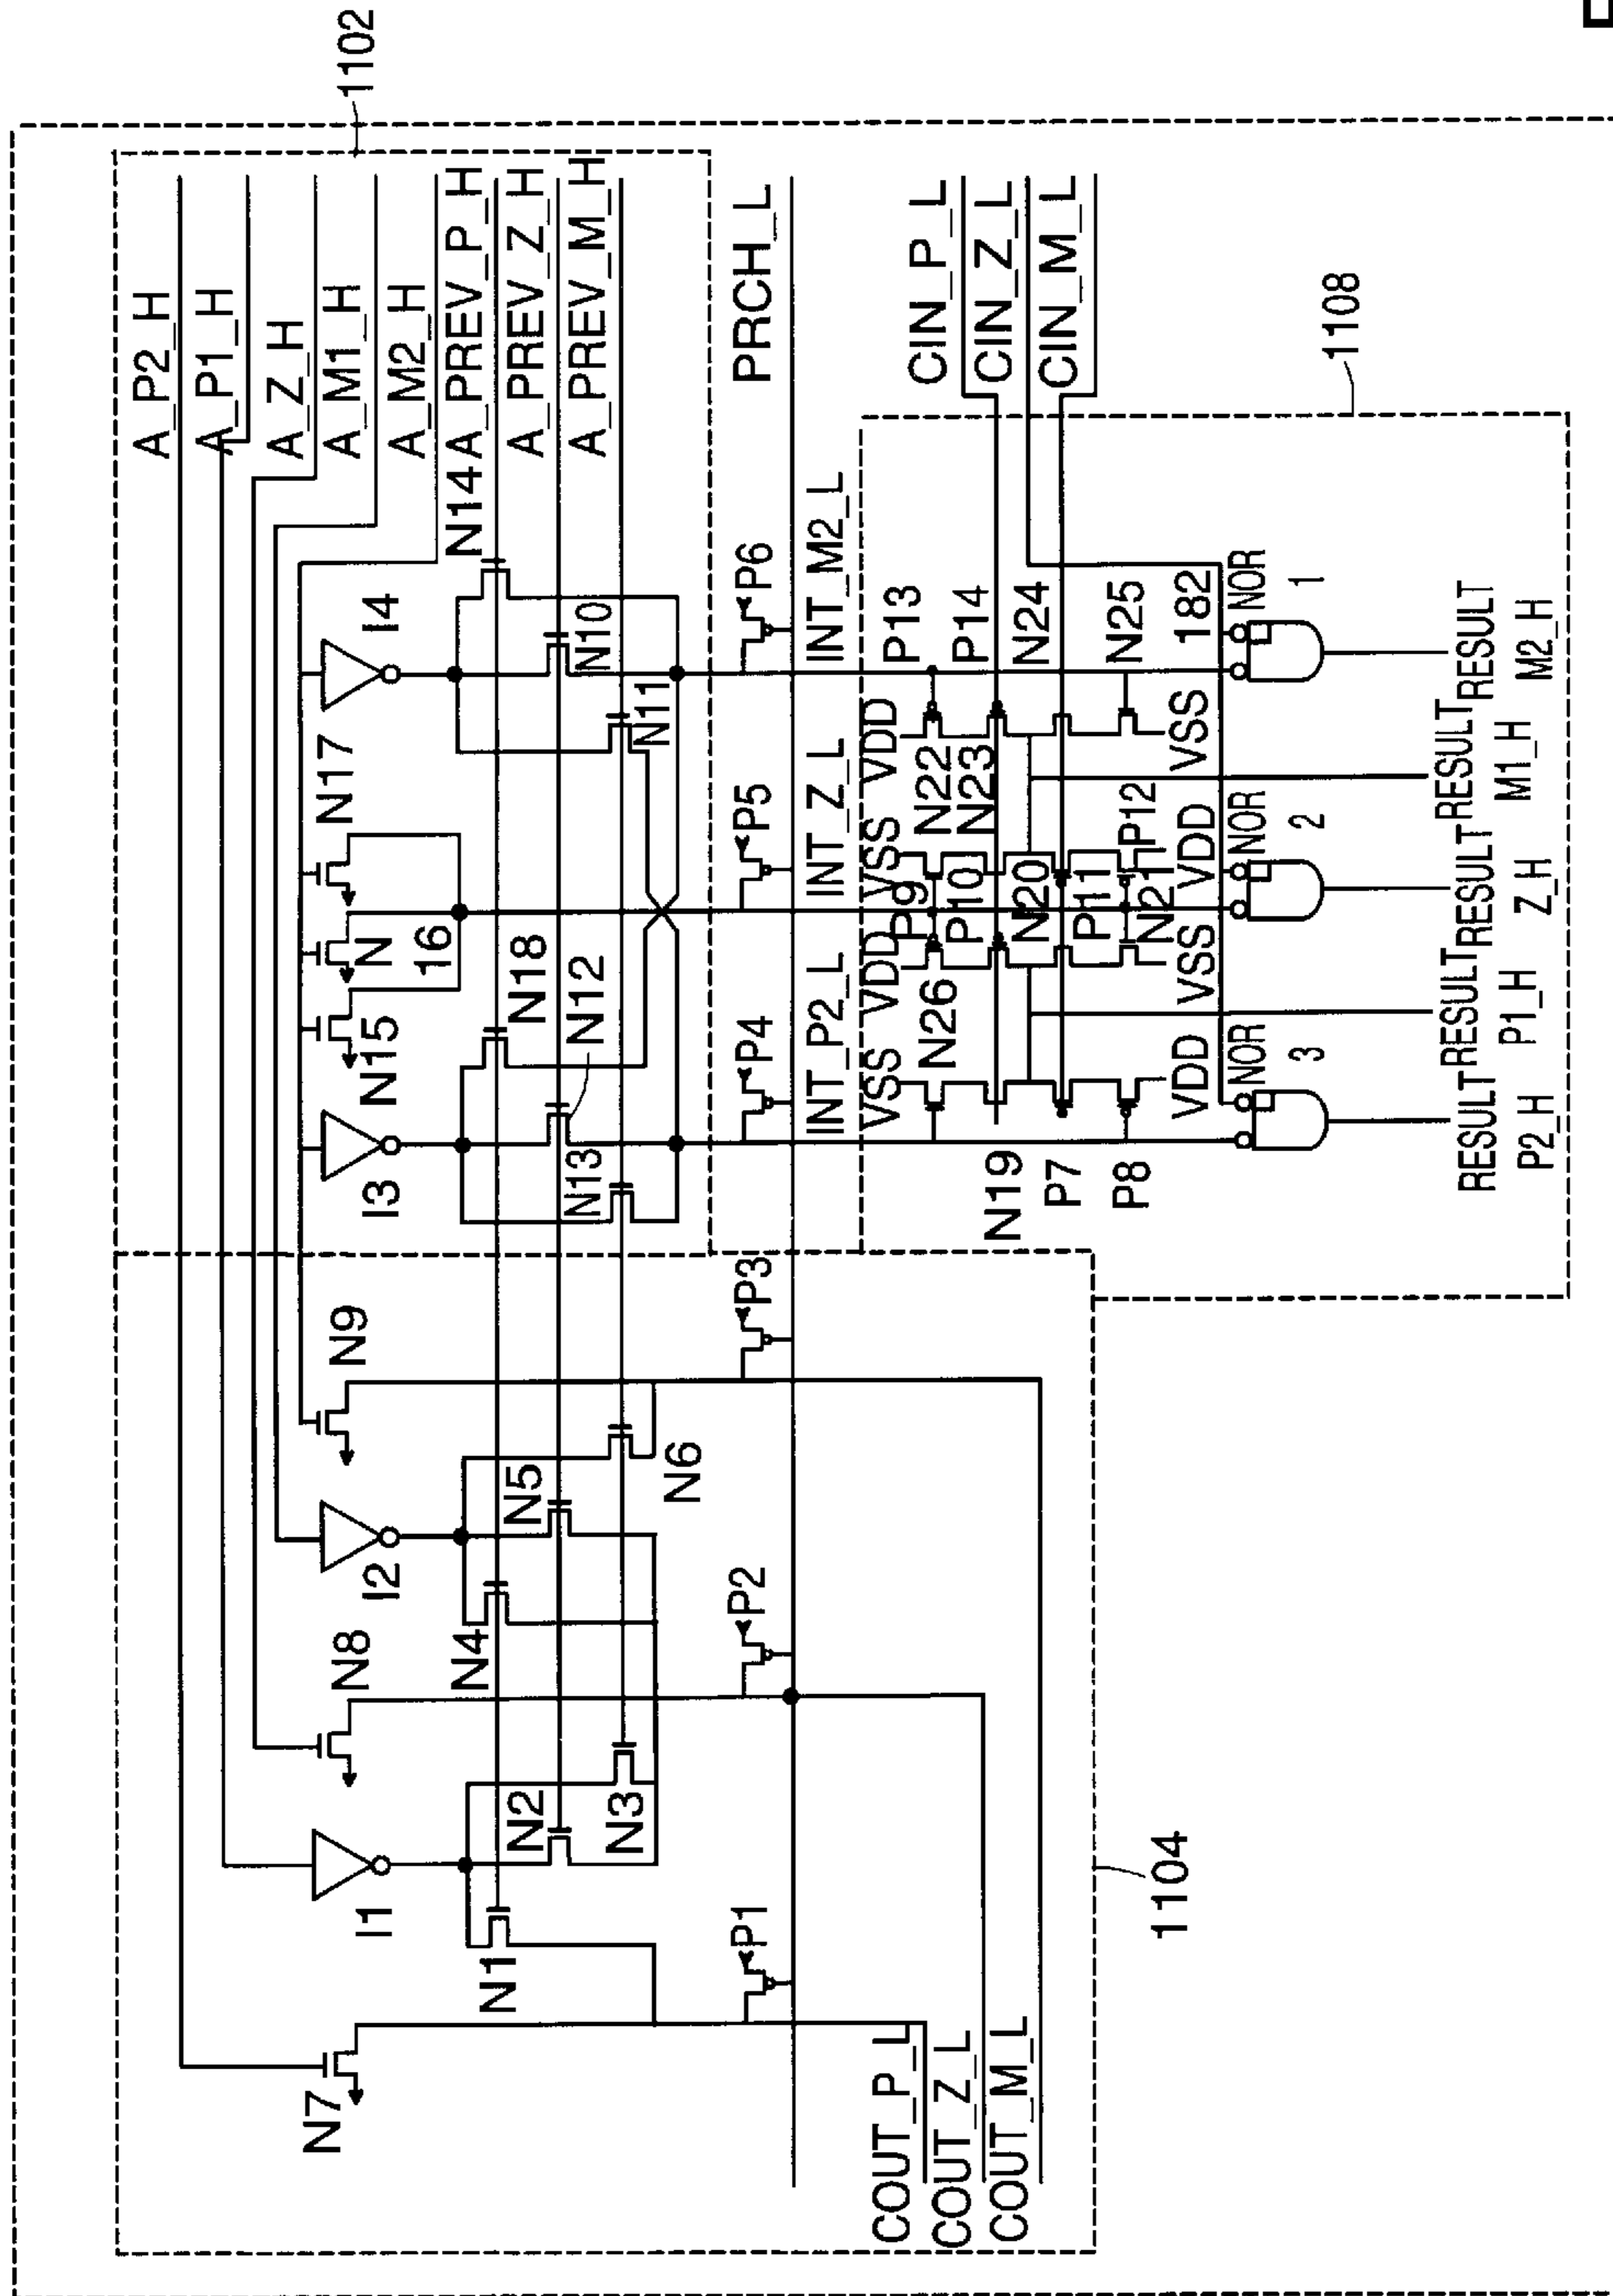 1102
A_P2_H
A_P1_H
A_Z_H
A_M1_H
A_M2_H
A_PREV_P_H
A_PREV_Z_H
A_PREV_M_H
N14
I4
N10
N11
N17
N
16
N15
N18
N12
I3
N13
N9
I2
N5
N6
N8
N4
N2
N3
I1
N1
N7
PRCH_L
P6
P5
P4
P3
P2
P1
INT_M2_L
INT_Z_L
INT_P2_L
CIN_P_L
CIN_Z_L
CIN_M_L
1108
P13
P14
N24
N25
182
NOR
1
VDD
N22
N23
VSS
VSS
P9
P10
N20
P11
P12
N21
VDD
NOR
2
VDD
N26
VSS
VSS
NOR
3
VDD
N19
P7
P8
RESULT
M2_H
RESULT
M1_H
RESULT
Z_H
RESULT
P1_H
RESULT
P2_H
1104
COUT_P_L
COUT_Z_L
COUT_M_L